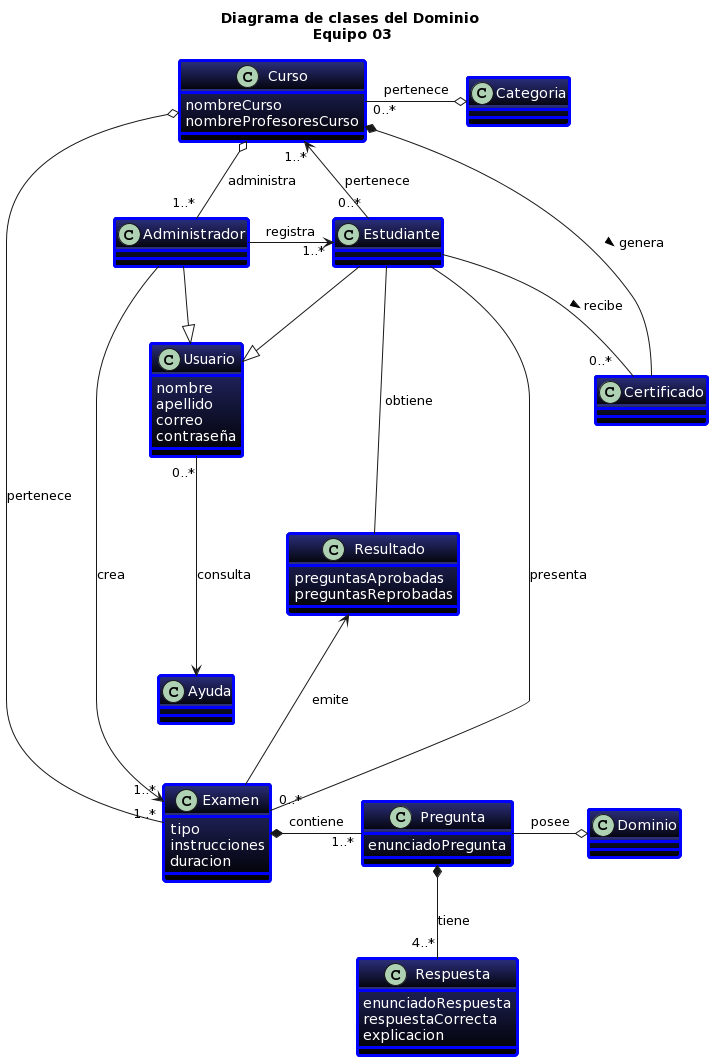 Diagrama de clases del Dominio
Equipo 03
C Curso
nombreCurso
nombreProfesoresCurso
pertenece
0..*
C Categoria
1..*
administra
1..*
pertenece
0..*
genera
C Administrador
registra
1..*
C Estudiante
recibe
0..*
C Certificado
C Usuario
nombre
apellido
correo
contraseña
0..*
obtiene
pertenece
crea
consulta
presenta
C Resultado
preguntasAprobadas
preguntasReprobadas
C Ayuda
emite
1..*
1..*
0..*
C Examen
tipo
instrucciones
duracion
contiene
1..*
C Pregunta
enunciadoPregunta
posee
C Dominio
tiene
4..*
C Respuesta
enunciadoRespuesta
respuestaCorrecta
explicacion